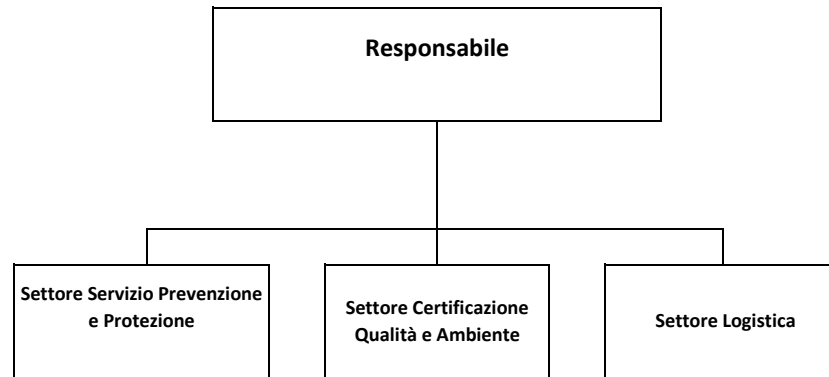 Responsabile
Settore Servizio Prevenzione
e Protezione
Settore Certificazione
Qualità e Ambiente
Settore Logistica